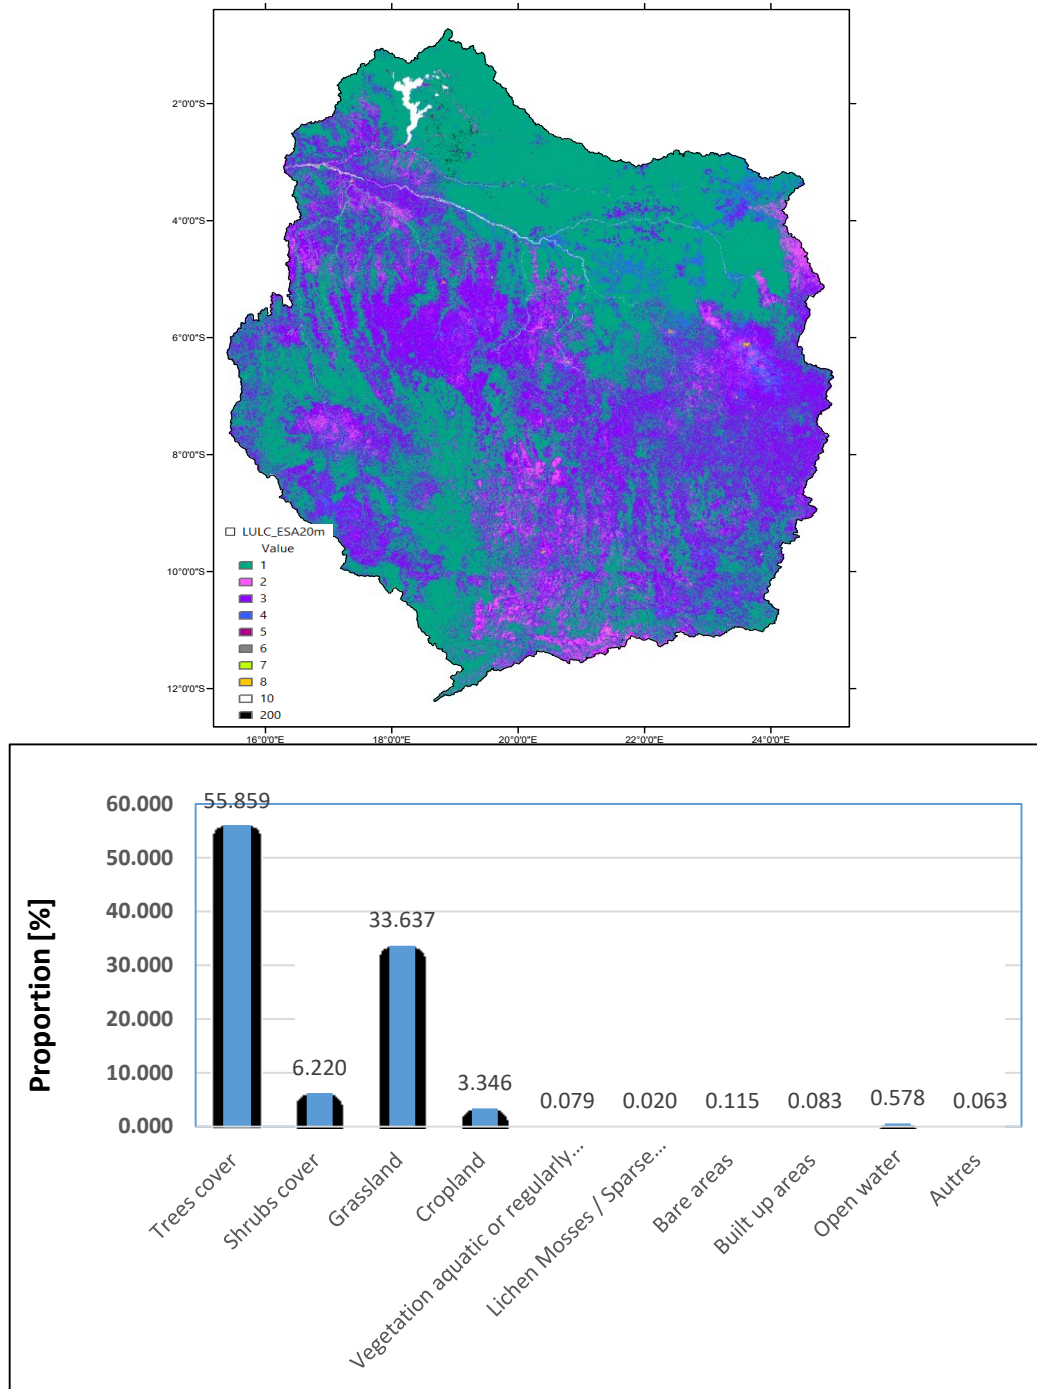 2°0'0"S
4°0'0"S
6°0'0"S
8°0'0"S
10°0'0"S
12°0'0"S
LULC_ESA20m
Value
1
2
3
4
5
6
7
8
10
200
16°0'0"E
18°0'0"E
20°0'0"E
22°0'0"E
24°0'0"E
Proportion [%]
60.000
50.000
40.000
30.000
20.000
10.000
0.000
55.859
6.220
33.637
3.346
0.079
0.020
0.115
0.083
0.578
0.063
Trees cover
Shrubs cover
Grassland
Cropland
Vegetation aquatic or regularly...
Lichen Mosses / Sparse...
Bare areas
Built up areas
Open water
Autres